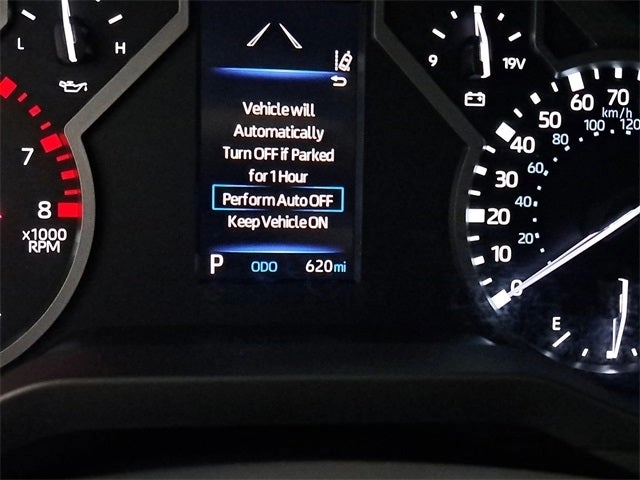 L
H
7
8
x1000
RPM
Vehicle will
Automatically
Turn OFF if Parked
for 1 Hour
Perform Auto OFF
Keep Vehicle ON
P ODO 620 mi
9
19V
60
70
km/h
50
80
100
120
40
60
30
40
20
20
10
0
E